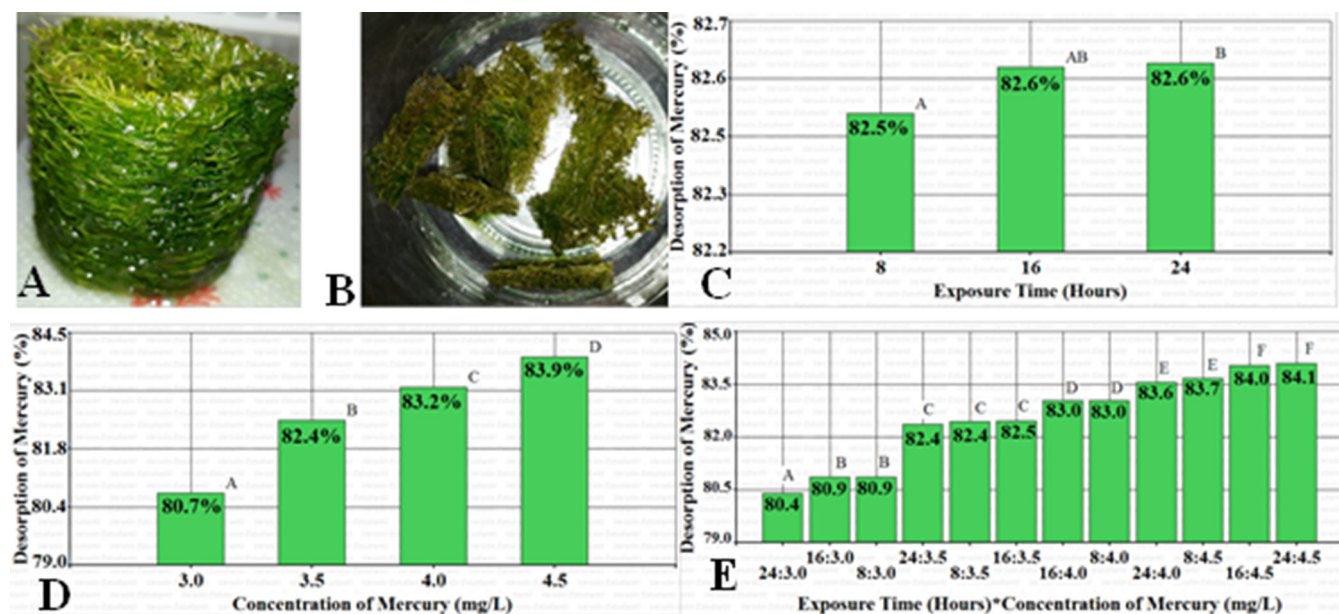 A
B
Desorption of Mercury (%)
82.7
82.6
82.5
82.3
82.2
82.5%
A
82.6%
AB
82.6%
B
8
16
24
Exposure Time (Hours)
C
Desorption of Mercury (%)
84.5
83.1
81.8
80.4
79.0
80.7%
A
82.4%
B
83.2%
C
83.9%
D
3.0
3.5
4.0
4.5
Concentration of Mercury (mg/L)
D
Desorption of Mercury (%)
85.0
83.5
82.0
80.5
79.0
A
80.4
B
80.9
B
80.9
C
82.4
C
82.4
C
82.5
D
83.0
D
83.0
E
83.6
E
83.7
F
84.0
F
84.1
16:3.0 24:3.5 16:3.5 8:4.0 8:4.5 24:4.5
24:3.0 8:3.0 8:3.5 16:4.0 24:4.0 16:4.5
Exposure Time (Hours)*Concentration of Mercury (mg/L)
E